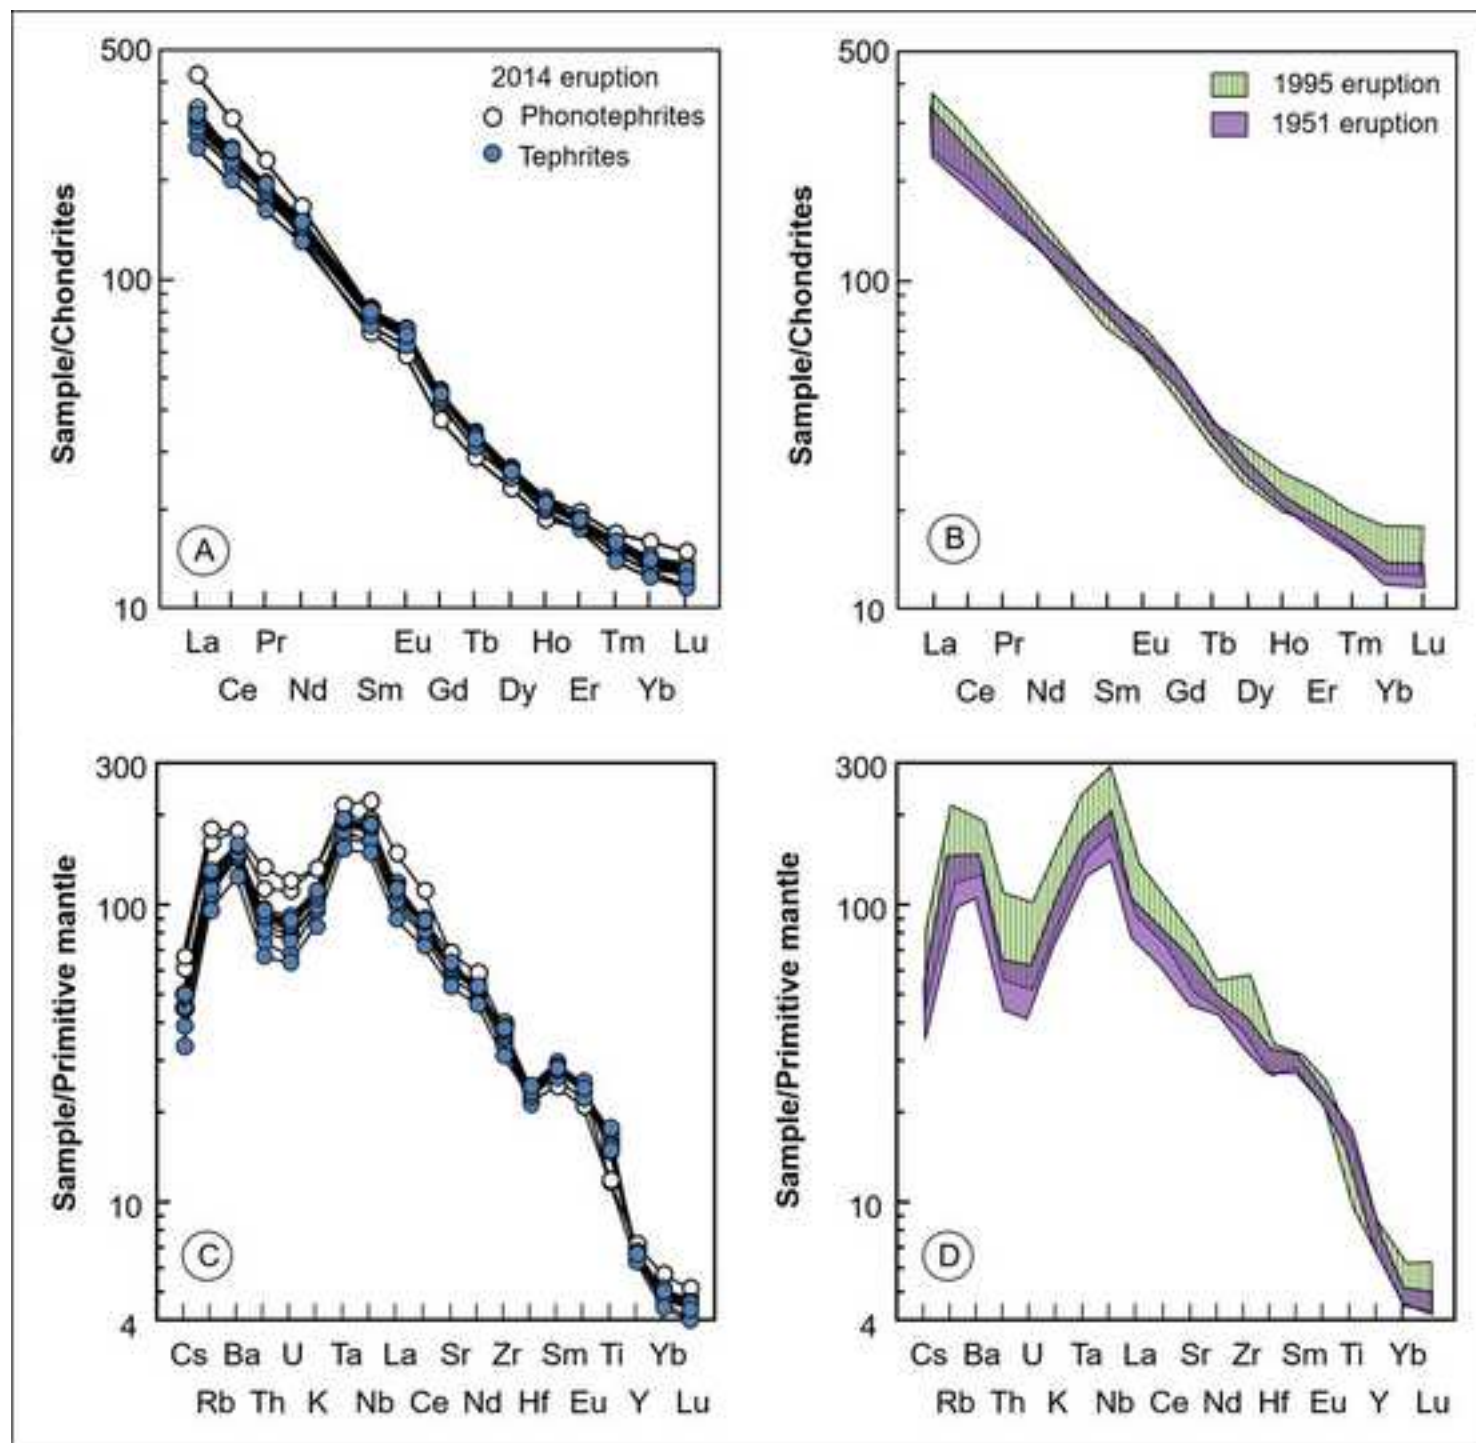 500
100
10
Sample/Chondrites
2014 eruption
Phonotephrites
Tephrites
A
La Pr Eu Tb Ho Tm Lu
Ce Nd Sm Gd Dy Er Yb
500
100
10
Sample/Chondrites
1995 eruption
1951 eruption
B
La Pr Eu Tb Ho Tm Lu
Ce Nd Sm Gd Dy Er Yb
300
100
10
4
Sample/Primitive mantle
C
Cs Ba U Ta La Sr Zr Sm Ti Yb
Rb Th K Nb Ce Nd Hf Eu Y Lu
300
100
10
4
Sample/Primitive mantle
D
Cs Ba U Ta La Sr Zr Sm Ti Yb
Rb Th K Nb Ce Nd Hf Eu Y Lu